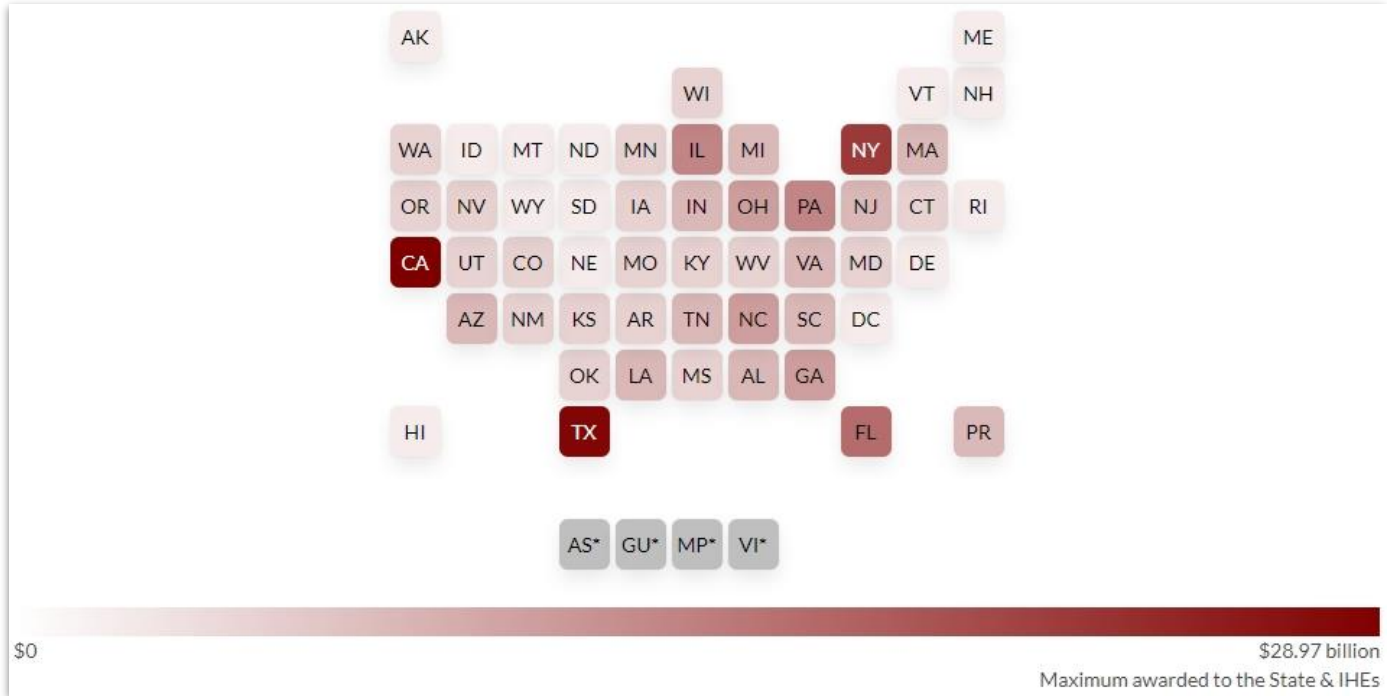 AK ME
WI VT NH
WA ID MT ND MN IL MI NY MA
OR NV WY SD IA IN OH PA NJ CT RI
CA UT CO NE MO KY WV VA MD DE
AZ NM KS AR TN NC SC DC
OK LA MS AL GA
HI TX FL PR
AS* GU* MP* VI*
$0 $28.97 billion
Maximum awarded to the State & IHEs